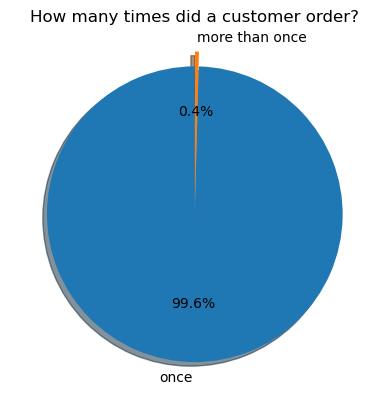 How many times did a customer order?
more than once
0.4%
99.6%
once